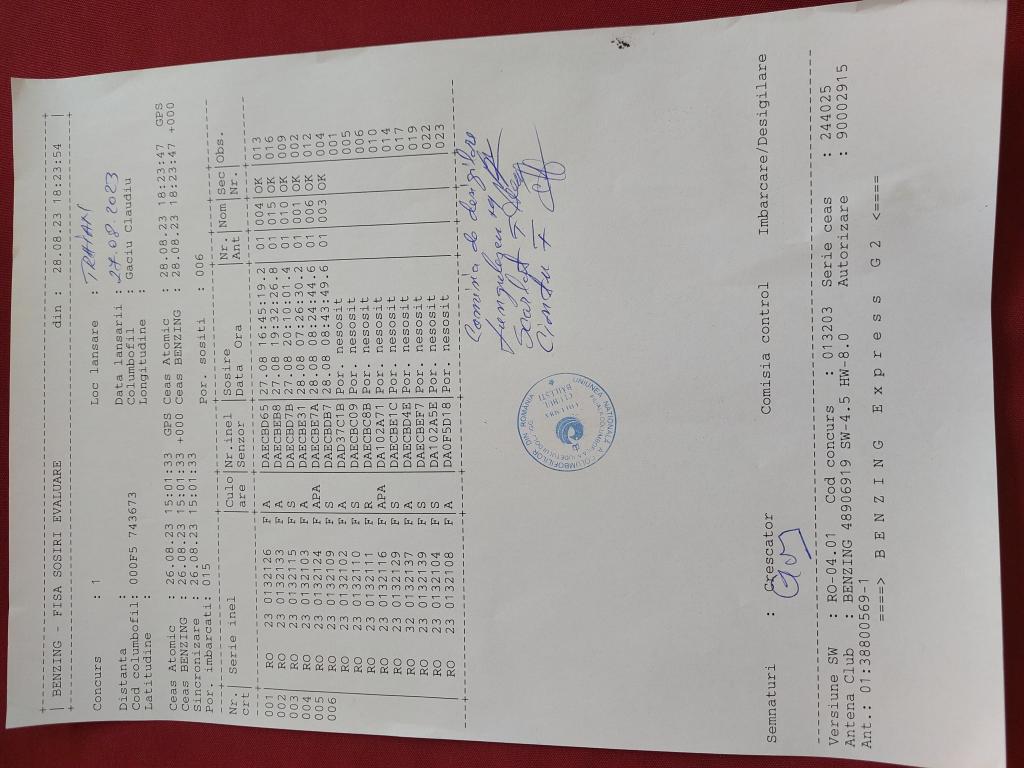 BENZING - FISA SOSIRI EVALUARE din : 28.08.23 18:23:54
Concurs : 1 Loc lansare : TRAIAN
Distanta : Data lansarii : 27.08.2023
Cod columbofil: 000F5 743673 Columbofil : Gaciu Claudiu
Latitudine : Longitudine :
Ceas Atomic : 26.08.23 15:01:33 GPS Ceas Atomic : 28.08.23 18:23:47 GPS
Ceas BENZING : 26.08.23 15:01:33 +000 Ceas BENZING : 28.08.23 18:23:47 +000
Sincronizare : 26.08.23 15:01:33
Por. imbarcati: 015 Por. sositi : 006
Nr. | Serie inel | Culo | Nr.inel | Sosire | Nr. | Nom | Sec | Obs.
crt | | are | Senzor | Data Ora | Ant | | Nr. |
001 RO 23 0132126 F A DAECBD65 27.08 16:45:19.2 01 004 OK 013
002 RO 23 0132133 F A DAECBEB8 27.08 19:32:26.8 01 015 OK 016
003 RO 23 0132115 F S DAECBD7B 27.08 20:10:01.4 01 010 OK 009
004 RO 23 0132103 F A DAECBE31 28.08 07:26:30.2 01 001 OK 002
005 RO 23 0132124 F APA DAECBE7A 28.08 08:24:44.6 01 006 OK 012
006 RO 23 0132109 F S DAECBDB7 28.08 08:43:49.6 01 003 OK 004
RO 23 0132102 F A DAD37C1B Por. nesosit 001
RO 23 0132110 F S DAECBC09 Por. nesosit 005
RO 23 0132111 F R DAECBC8B Por. nesosit 006
RO 23 0132116 F APA DA102A71 Por. nesosit 010
RO 23 0132129 F S DAECBE1C Por. nesosit 014
RO 32 0132137 F A DAECBD4E Por. nesosit 017
RO 23 0132139 F S DAECBEE7 Por. nesosit 019
RO 23 0132104 F S DA102A5E Por. nesosit 022
RO 23 0132108 F A DA0F5D18 Por. nesosit 023
Comisia de desigilare
UNIUNEA NATIONALA A COLUMBOFILILOR DIN ROMANIA
Semnaturi : Crescator Comisia control Imbarcare/Desigilare
Versiune SW : RO-04.01 Cod concurs : 013203 Serie ceas : 244025
Antena Club : BENZING 48906919 SW-4.5 HW-8.0 Autorizare : 90002915
Ant.: 01:38800569-1
====> B E N Z I N G E x p r e s s G 2 <====